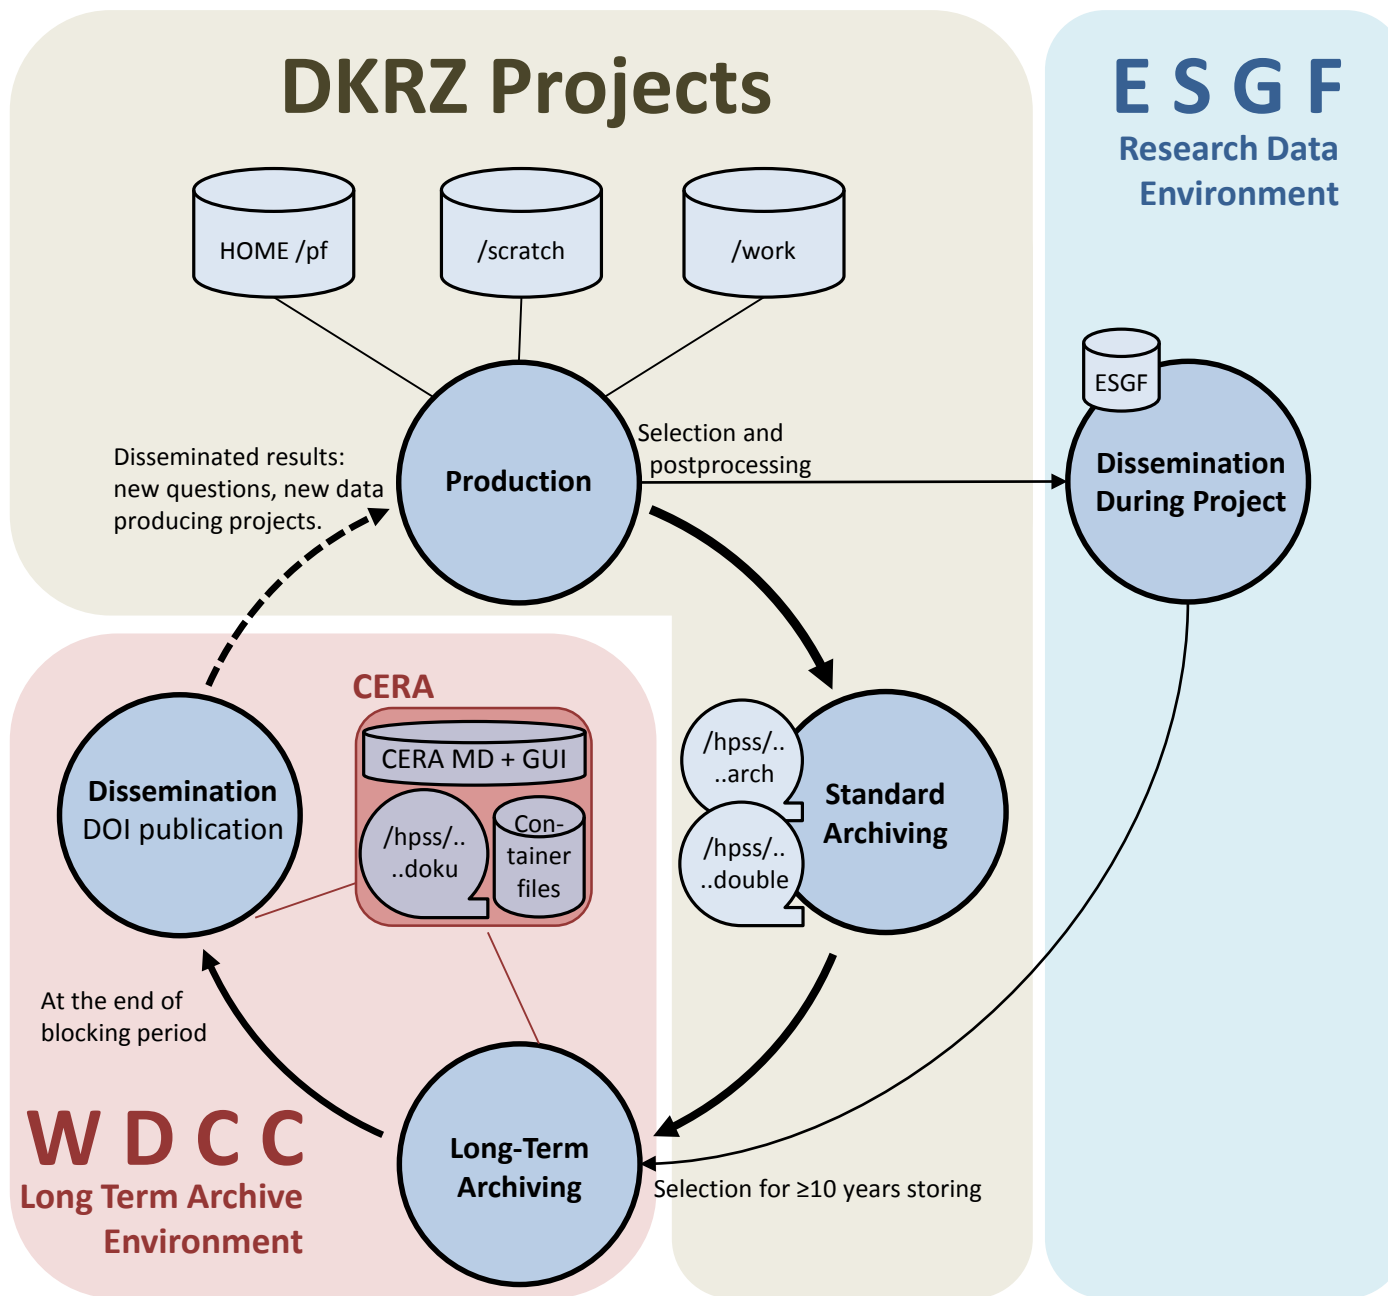 DKRZ Projects
E S G F
Research Data
Environment
HOME /pf
/scratch
/work
ESGF
Dissemination
During Project
Selection and
postprocessing
Production
Disseminated results:
new questions, new data
producing projects.
CERA
CERA MD + GUI
/hpss/..
..doku
Con-
tainer
files
Dissemination
DOI publication
/hpss/..
..arch
/hpss/..
..double
Standard
Archiving
At the end of
blocking period
W D C C
Long Term Archive
Environment
Long-Term
Archiving
Selection for ≥10 years storing